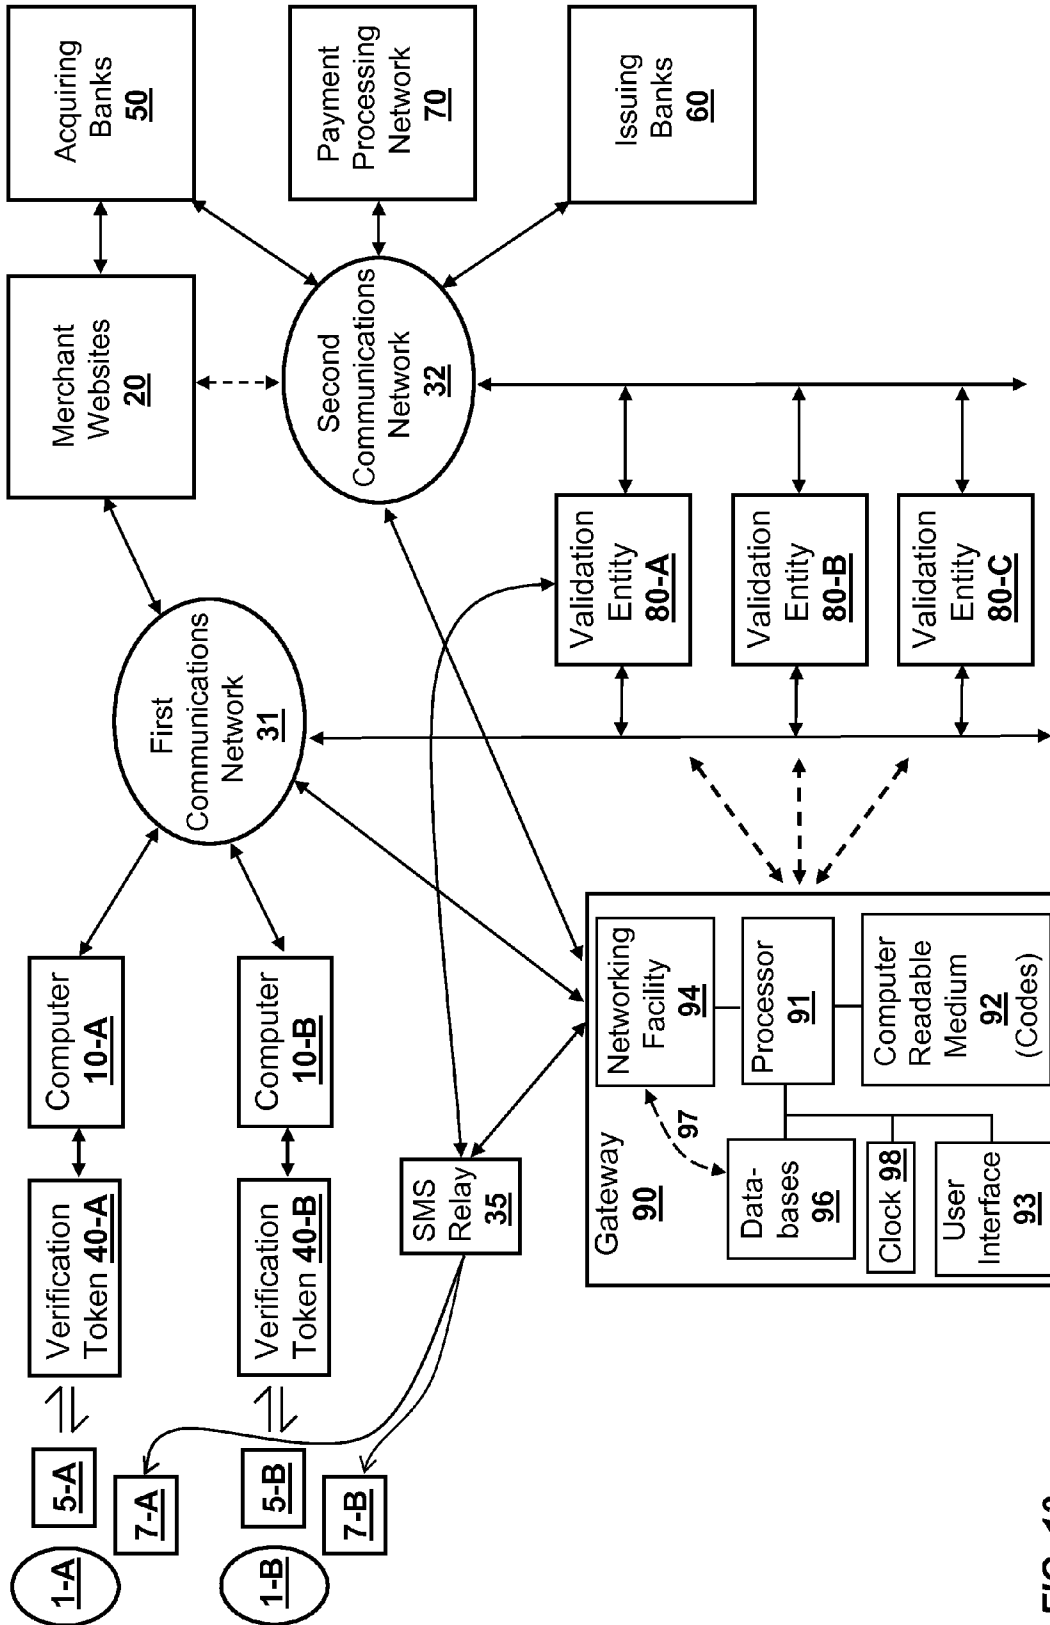 1-A
5-A
7-A
Verification
Token 40-A
Computer
10-A
1-B
5-B
7-B
Verification
Token 40-B
Computer
10-B
First
Communications
Network
31
Merchant
Websites
20
Acquiring
Banks
50
Second
Communications
Network
32
Payment
Processing
Network
70
Issuing
Banks
60
SMS
Relay
35
Validation
Entity
80-A
Validation
Entity
80-B
Validation
Entity
80-C
Gateway
90
Networking
Facility
94
97
Data-
bases
96
Processor
91
Clock 98
User
Interface
93
Computer
Readable
Medium
92
(Codes)